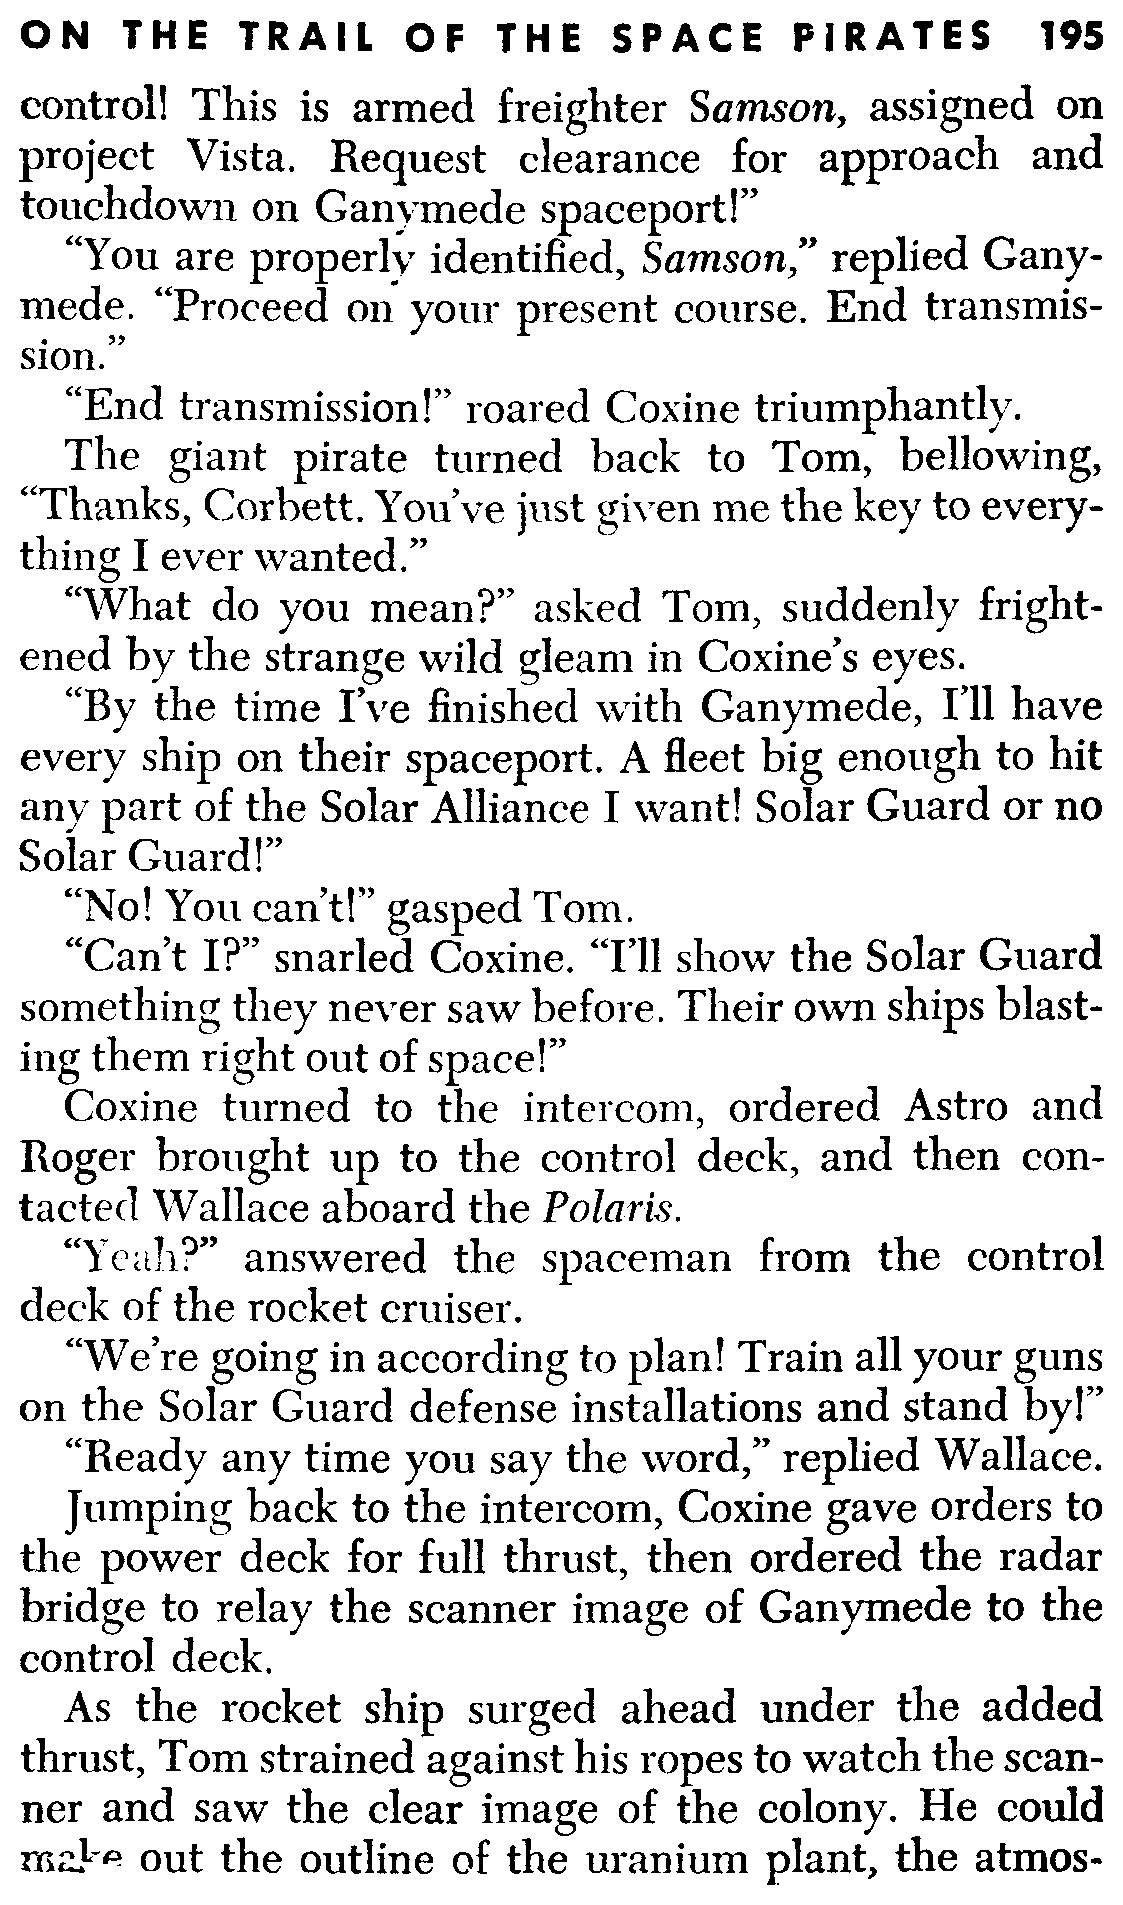 ON THE TRAIL OF THE SPACE PIRATES 195
control! This is armed freighter Samson, assigned on
project Vista. Request clearance for approach and
touchdown on Ganymede spaceport!”
“You are properly identified, Samson,” replied Gany-
mede. “Proceed on your present course. End transmis-
sion.”
“End transmission!” roared Coxine triumphantly.
The giant pirate turned back to Tom, bellowing,
“Thanks, Corbett. You’ve just given me the key to every-
thing I ever wanted.”
“What do you mean?” asked Tom, suddenly fright-
ened by the strange wild gleam in Coxine’s eyes.
“By the time I’ve finished with Ganymede, I’ll have
every ship on their spaceport. A fleet big enough to hit
any part of the Solar Alliance I want! Solar Guard or no
Solar Guard!”
“No! You can’t!” gasped Tom.
“Can’t I?” snarled Coxine. “I’ll show the Solar Guard
something they never saw before. Their own ships blast-
ing them right out of space!”
Coxine turned to the intercom, ordered Astro and
Roger brought up to the control deck, and then con-
tacted Wallace aboard the Polaris.
“Yeah?” answered the spaceman from the control
deck of the rocket cruiser.
“We’re going in according to plan! Train all your guns
on the Solar Guard defense installations and stand by!”
“Ready any time you say the word,” replied Wallace.
Jumping back to the intercom, Coxine gave orders to
the power deck for full thrust, then ordered the radar
bridge to relay the scanner image of Ganymede to the
control deck.
As the rocket ship surged ahead under the added
thrust, Tom strained against his ropes to watch the scan-
ner and saw the clear image of the colony. He could
make out the outline of the uranium plant, the atmos-